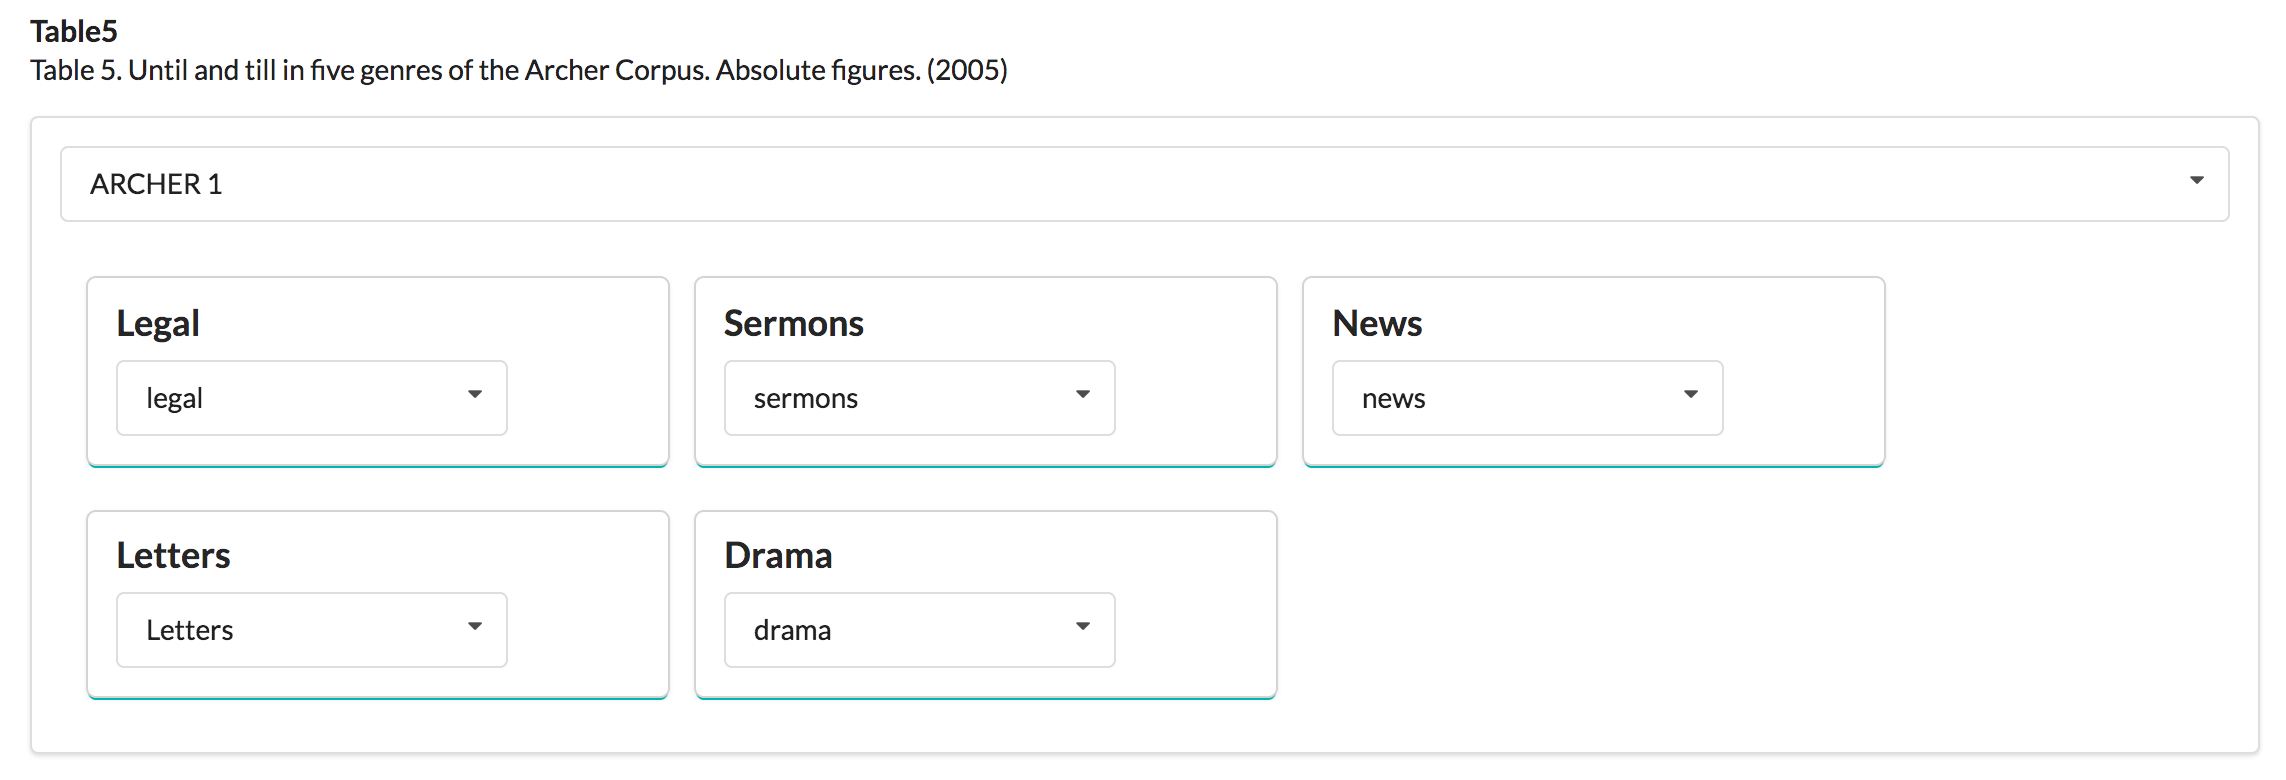 Table5
Table 5. Until and till in five genres of the Archer Corpus. Absolute figures. (2005)
ARCHER 1
Legal
legal
Sermons
sermons
News
news
Letters
Letters
Drama
drama